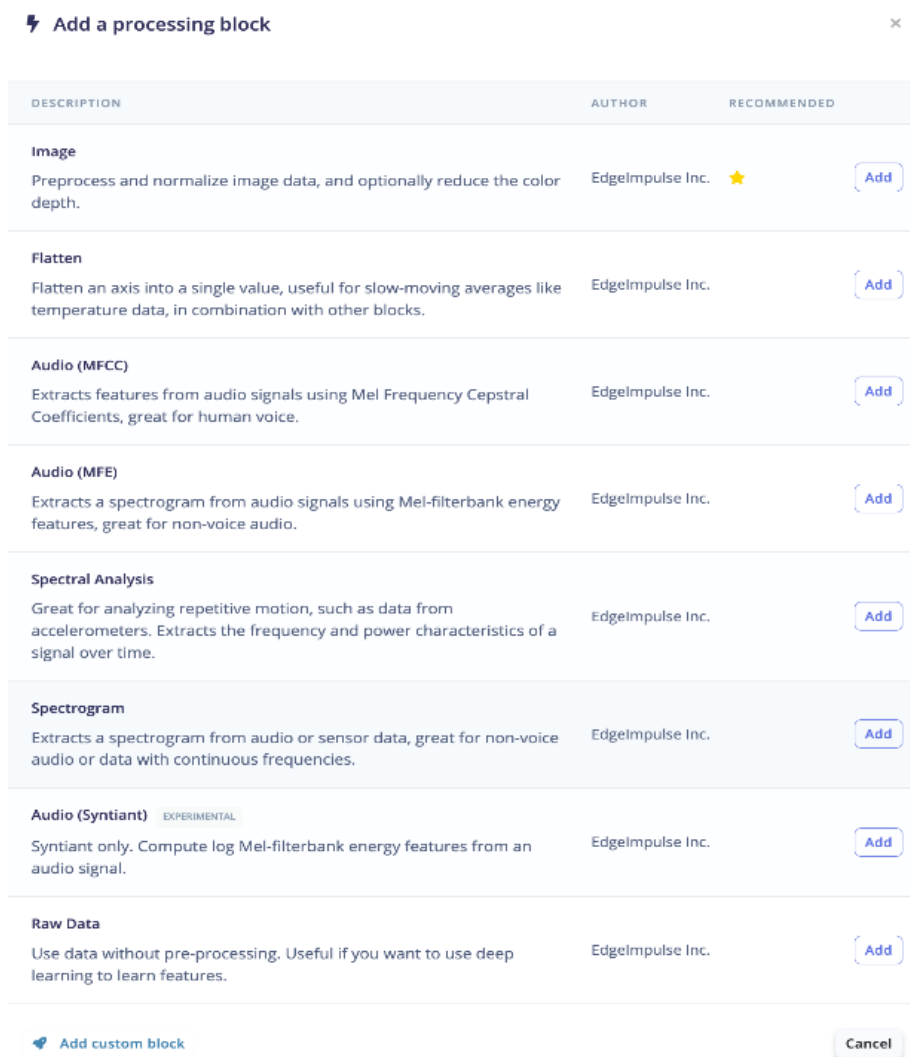 Add a processing block
×
DESCRIPTION AUTHOR RECOMMENDED
Image
Preprocess and normalize image data, and optionally reduce the color
depth.
EdgeImpulse Inc.
Add
Flatten
Flatten an axis into a single value, useful for slow-moving averages like
temperature data, in combination with other blocks.
EdgeImpulse Inc.
Add
Audio (MFCC)
Extracts features from audio signals using Mel Frequency Cepstral
Coefficients, great for human voice.
EdgeImpulse Inc.
Add
Audio (MFE)
Extracts a spectrogram from audio signals using Mel-filterbank energy
features, great for non-voice audio.
EdgeImpulse Inc.
Add
Spectral Analysis
Great for analyzing repetitive motion, such as data from
accelerometers. Extracts the frequency and power characteristics of a
signal over time.
EdgeImpulse Inc.
Add
Spectrogram
Extracts a spectrogram from audio or sensor data, great for non-voice
audio or data with continuous frequencies.
EdgeImpulse Inc.
Add
Audio (Syntiant) EXPERIMENTAL
Syntiant only. Compute log Mel-filterbank energy features from an
audio signal.
EdgeImpulse Inc.
Add
Raw Data
Use data without pre-processing. Useful if you want to use deep
learning to learn features.
EdgeImpulse Inc.
Add
Add custom block
Cancel